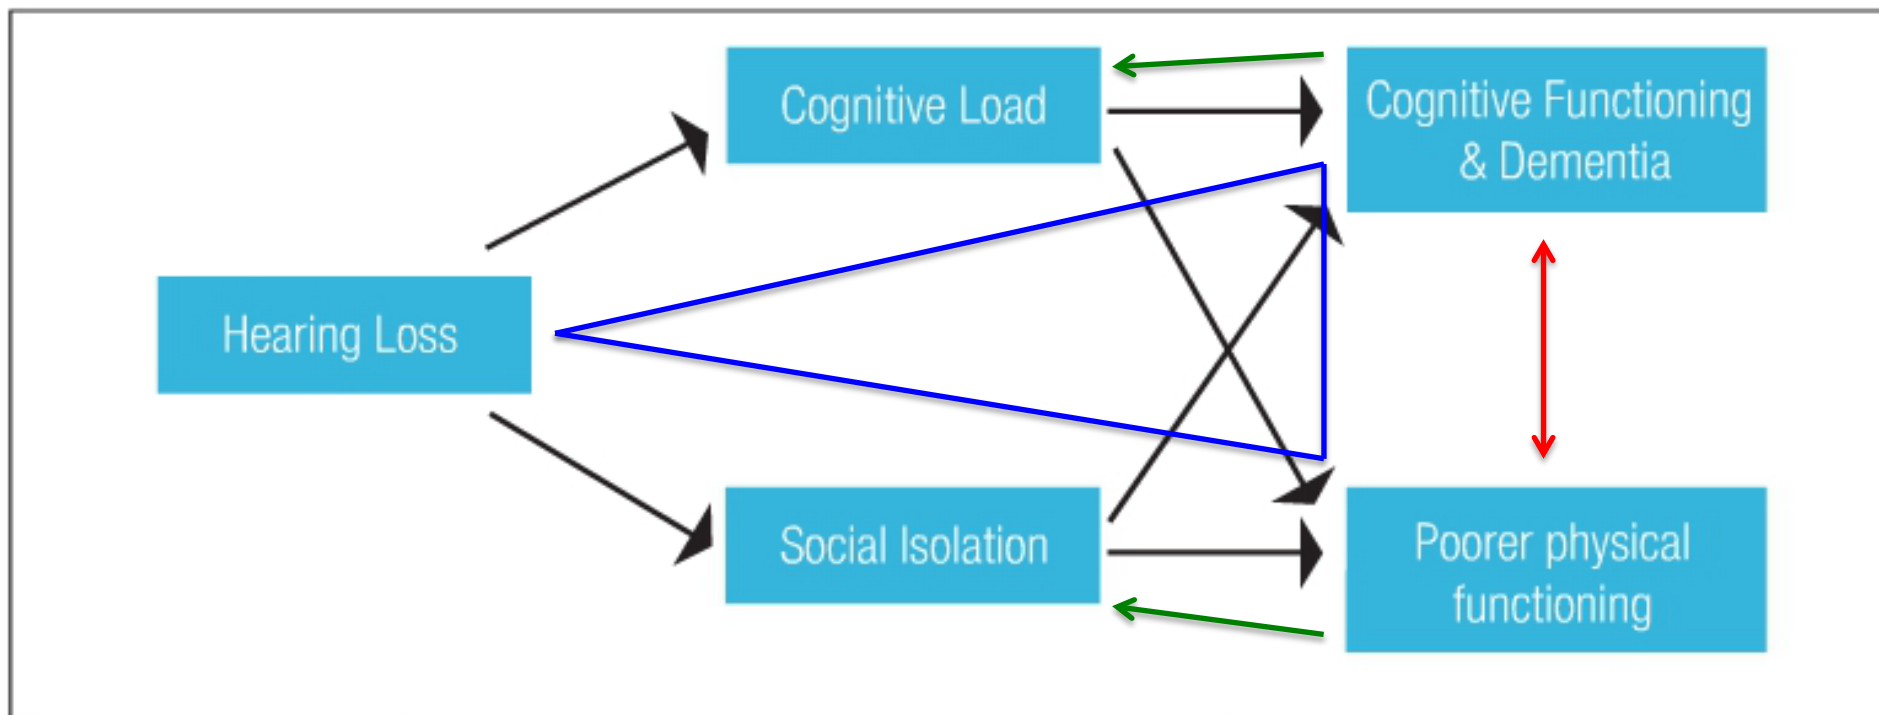 Cognitive Load
Cognitive Functioning
& Dementia
Hearing Loss
Social Isolation
Poorer physical
functioning